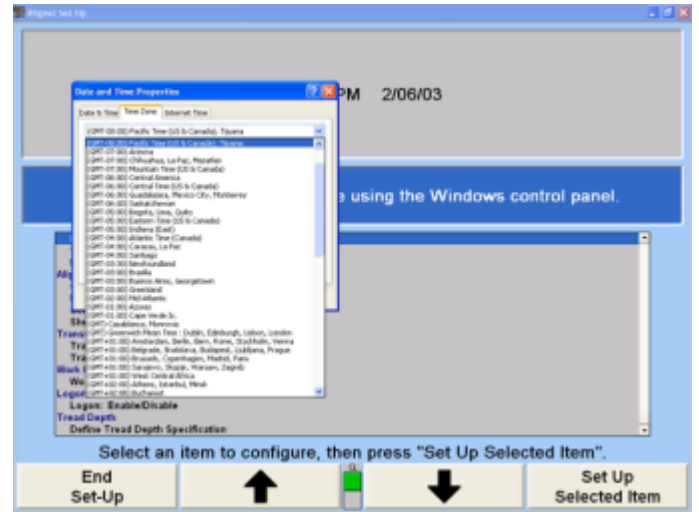 Aligner Set Up
PM 2/06/03
Date and Time Properties
Date & Time Time Zone Internet Time
(GMT-08:00) Pacific Time (US & Canada); Tijuana
(GMT-08:00) Pacific Time (US & Canada); Tijuana
(GMT-07:00) Arizona
(GMT-07:00) Chihuahua, La Paz, Mazatlan
(GMT-07:00) Mountain Time (US & Canada)
(GMT-06:00) Central America
(GMT-06:00) Central Time (US & Canada)
(GMT-06:00) Guadalajara, Mexico City, Monterrey
(GMT-06:00) Saskatchewan
(GMT-05:00) Bogota, Lima, Quito
(GMT-05:00) Eastern Time (US & Canada)
(GMT-05:00) Indiana (East)
(GMT-04:00) Atlantic Time (Canada)
(GMT-04:00) Caracas, La Paz
(GMT-04:00) Santiago
(GMT-03:30) Newfoundland
(GMT-03:00) Brasilia
(GMT-03:00) Buenos Aires, Georgetown
(GMT-03:00) Greenland
(GMT-02:00) Mid-Atlantic
(GMT-01:00) Azores
(GMT-01:00) Cape Verde Is.
(GMT) Casablanca, Monrovia
(GMT) Greenwich Mean Time : Dublin, Edinburgh, Lisbon, London
(GMT+01:00) Amsterdam, Berlin, Bern, Rome, Stockholm, Vienna
(GMT+01:00) Belgrade, Bratislava, Budapest, Ljubljana, Prague
(GMT+01:00) Brussels, Copenhagen, Madrid, Paris
(GMT+01:00) Sarajevo, Skopje, Warsaw, Zagreb
(GMT+01:00) West Central Africa
(GMT+02:00) Athens, Istanbul, Minsk
(GMT+02:00) Bucharest
e using the Windows control panel.
Logon: Enable/Disable
Tread Depth
Define Tread Depth Specification
Select an item to configure, then press "Set Up Selected Item".
End
Set-Up
Set Up
Selected Item